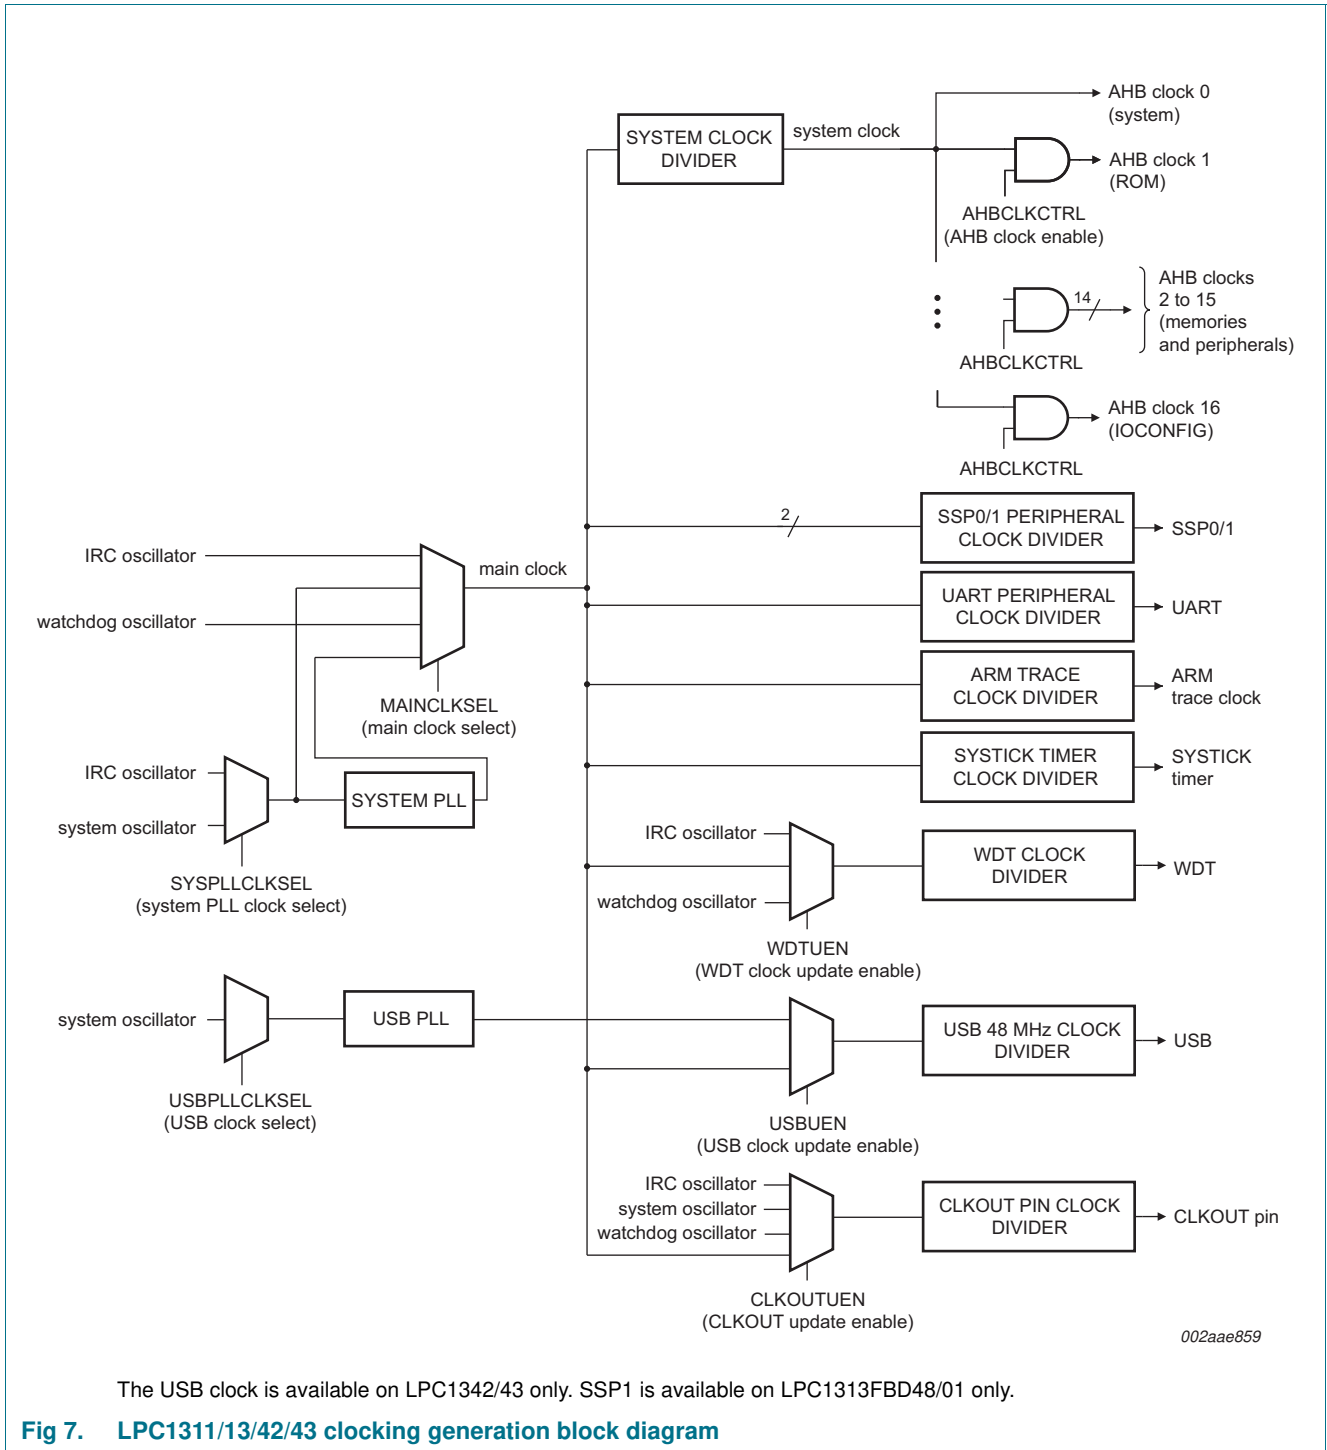 AHB clock 0
(system)
SYSTEM CLOCK
DIVIDER
system clock
AHB clock 1
(ROM)
AHBCLKCTRL
(AHB clock enable)
14
AHB clocks
2 to 15
(memories
and peripherals)
AHBCLKCTRL
AHB clock 16
(IOCONFIG)
AHBCLKCTRL
2
SSP0/1 PERIPHERAL
CLOCK DIVIDER
SSP0/1
IRC oscillator
main clock
UART PERIPHERAL
CLOCK DIVIDER
UART
watchdog oscillator
MAINCLKSEL
(main clock select)
ARM TRACE
CLOCK DIVIDER
ARM
trace clock
IRC oscillator
system oscillator
SYSTEM PLL
SYSPLLCLKSEL
(system PLL clock select)
SYSTICK TIMER
CLOCK DIVIDER
SYSTICK
timer
IRC oscillator
watchdog oscillator
WDT CLOCK
DIVIDER
WDT
WDTUEN
(WDT clock update enable)
system oscillator
USB PLL
USBPLLCLKSEL
(USB clock select)
USB 48 MHz CLOCK
DIVIDER
USB
USBUEN
(USB clock update enable)
IRC oscillator
system oscillator
watchdog oscillator
CLKOUT PIN CLOCK
DIVIDER
CLKOUT pin
CLKOUTUEN
(CLKOUT update enable)
002aae859
The USB clock is available on LPC1342/43 only. SSP1 is available on LPC1313FBD48/01 only.
Fig 7. LPC1311/13/42/43 clocking generation block diagram